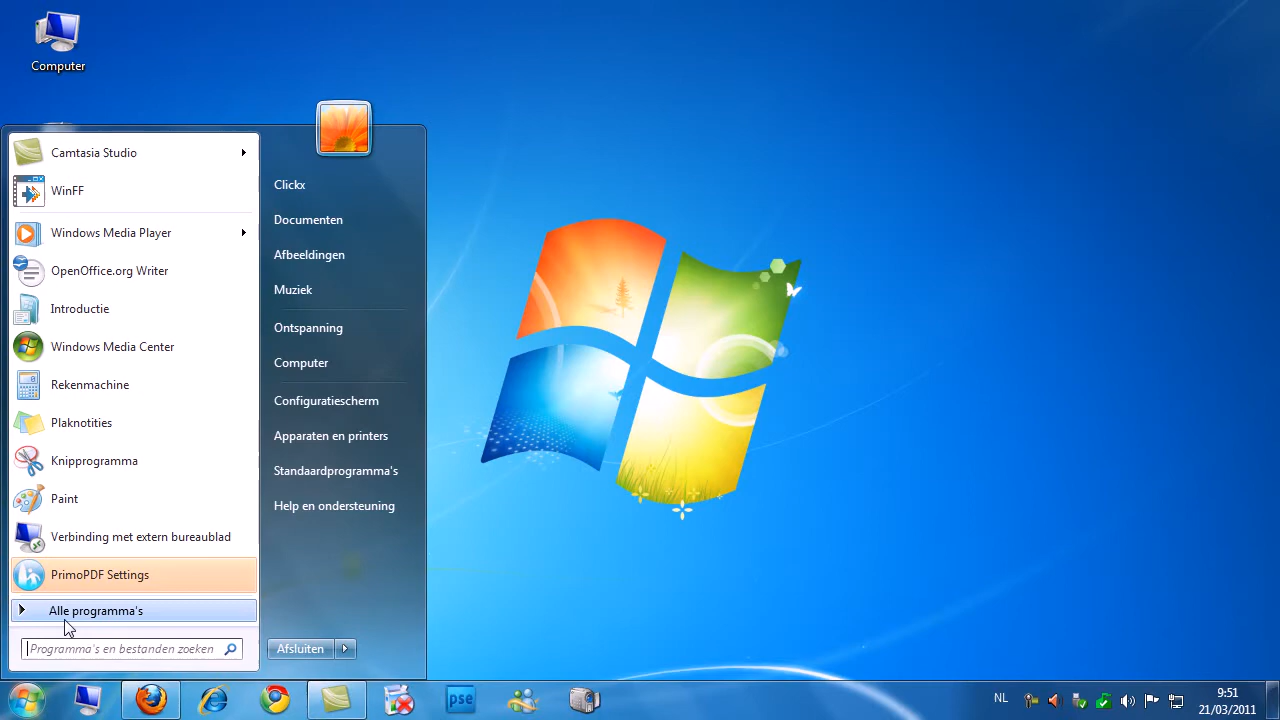 Computer
Camtasia Studio
WinFF
Windows Media Player
OpenOffice.org Writer
Introductie
Windows Media Center
Rekenmachine
Plaknotities
Knipprogramma
Paint
Verbinding met extern bureaublad
PrimoPDF Settings
Alle programma's
Programma's en bestanden zoeken
Clickx
Documenten
Afbeeldingen
Muziek
Ontspanning
Computer
Configuratiescherm
Apparaten en printers
Standaardprogramma's
Help en ondersteuning
Afsluiten
pse
NL
9:51
21/03/2011